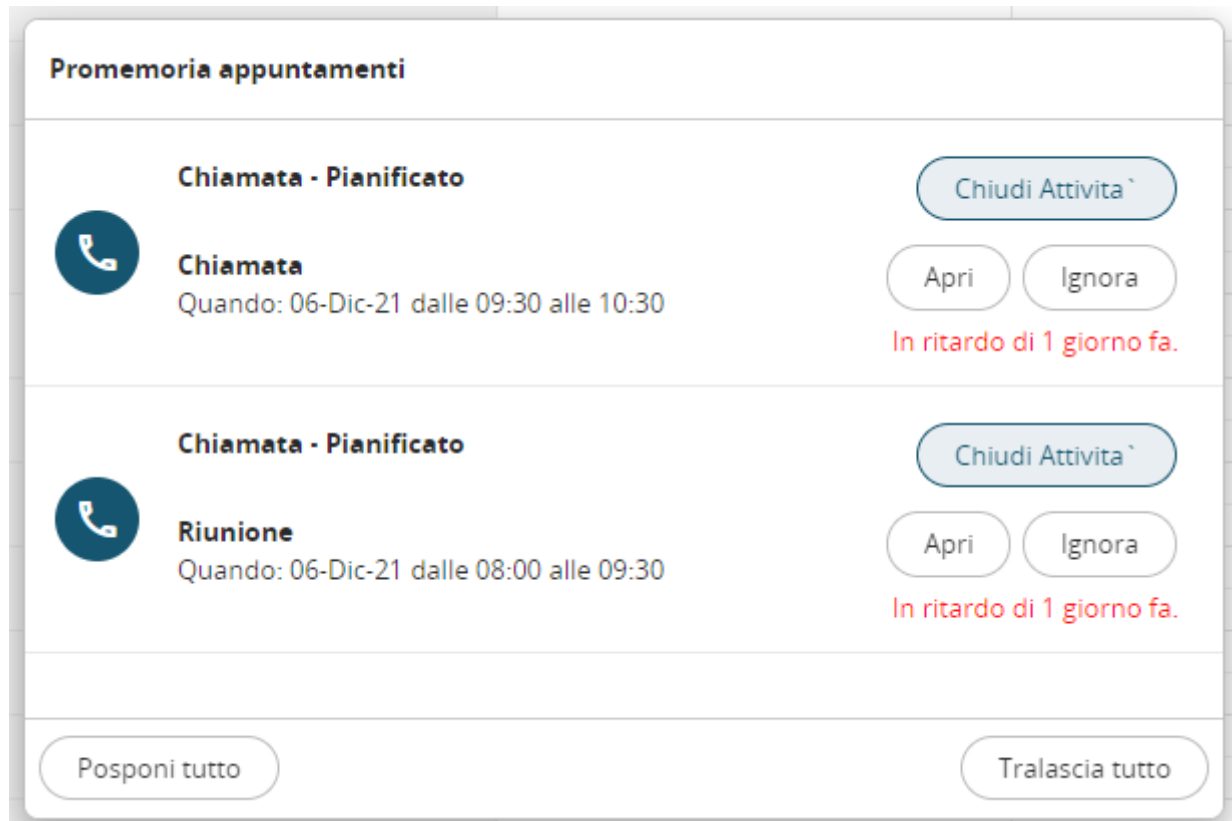 Promemoria appuntamenti
Chiamata - Pianificato
Chiudi Attivita`
Chiamata
Quando: 06-Dic-21 dalle 09:30 alle 10:30
Apri
Ignora
In ritardo di 1 giorno fa.
Chiamata - Pianificato
Chiudi Attivita`
Riunione
Quando: 06-Dic-21 dalle 08:00 alle 09:30
Apri
Ignora
In ritardo di 1 giorno fa.
Posponi tutto
Tralascia tutto